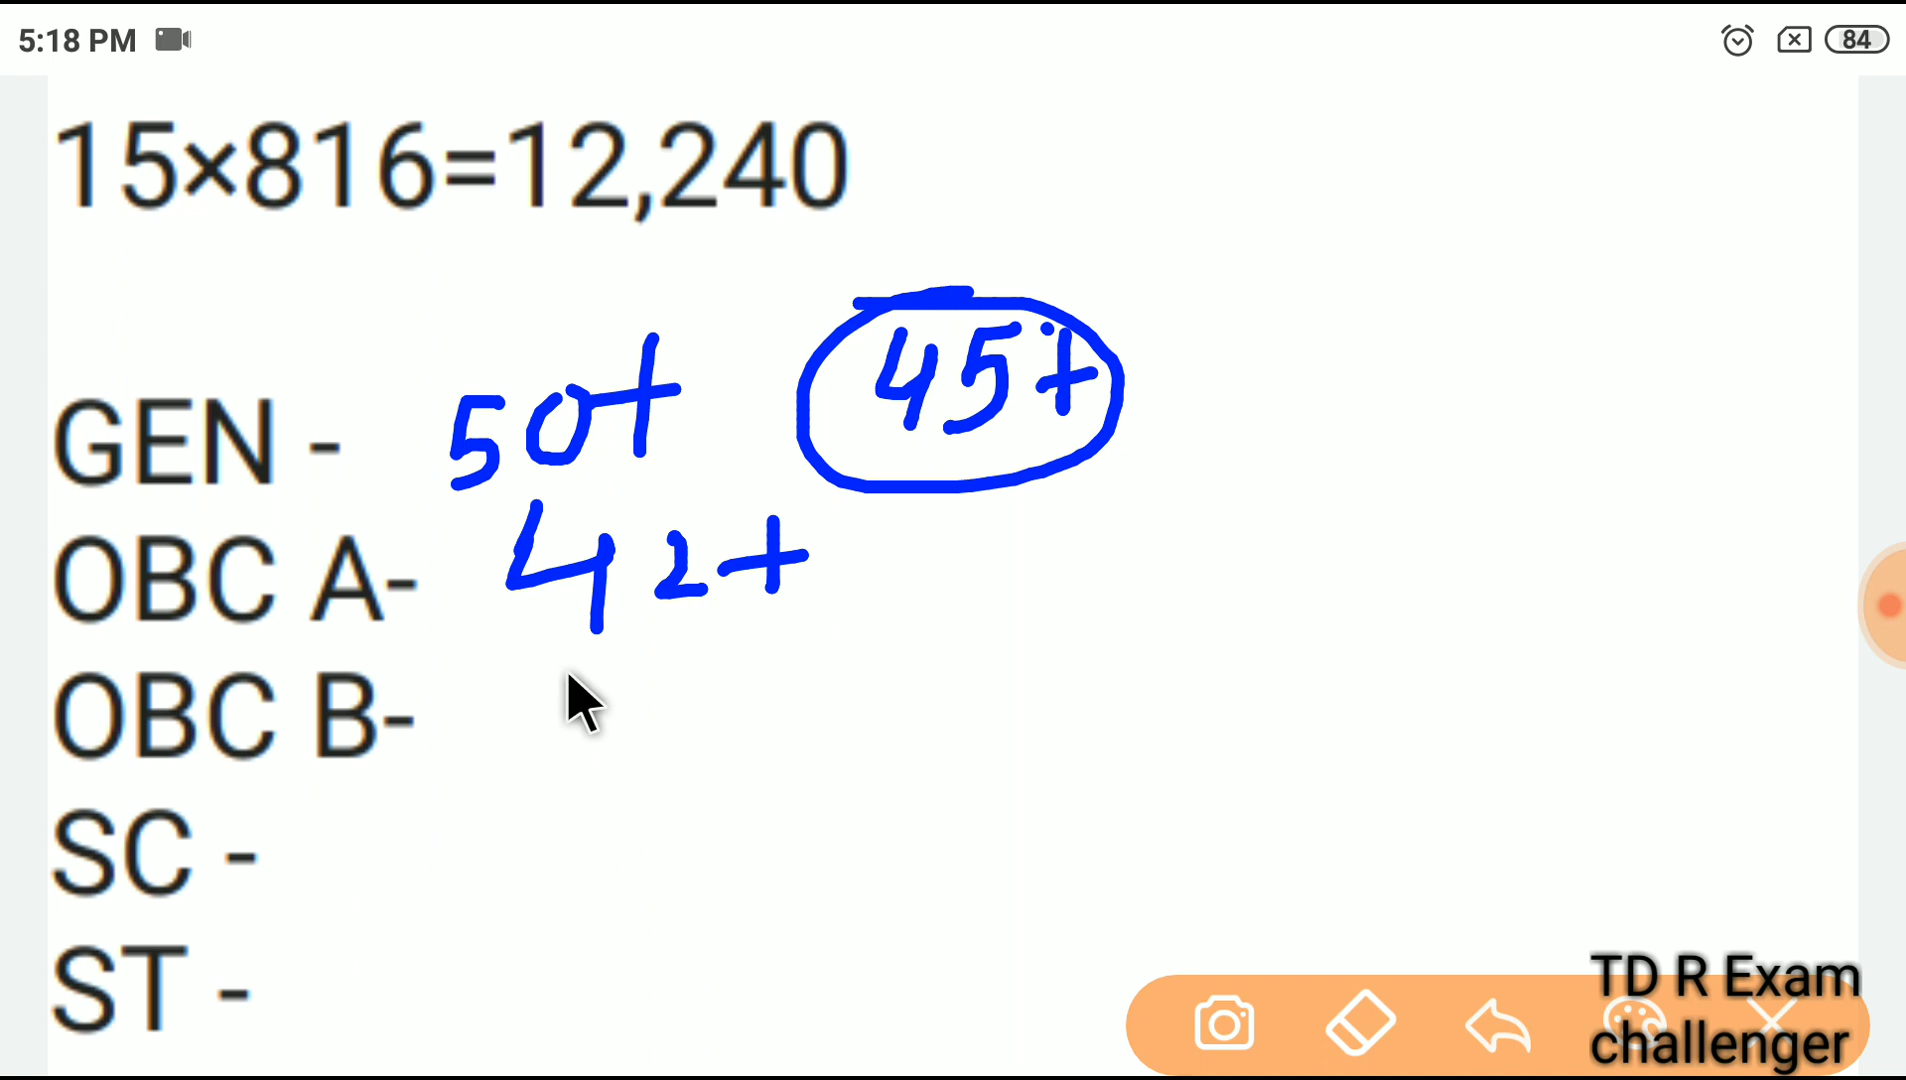 5:18 PM
84
15×816=12,240
GEN - 50+ 45+
OBC A- 42+
OBC B-
SC -
ST -
TD R Exam
challenger